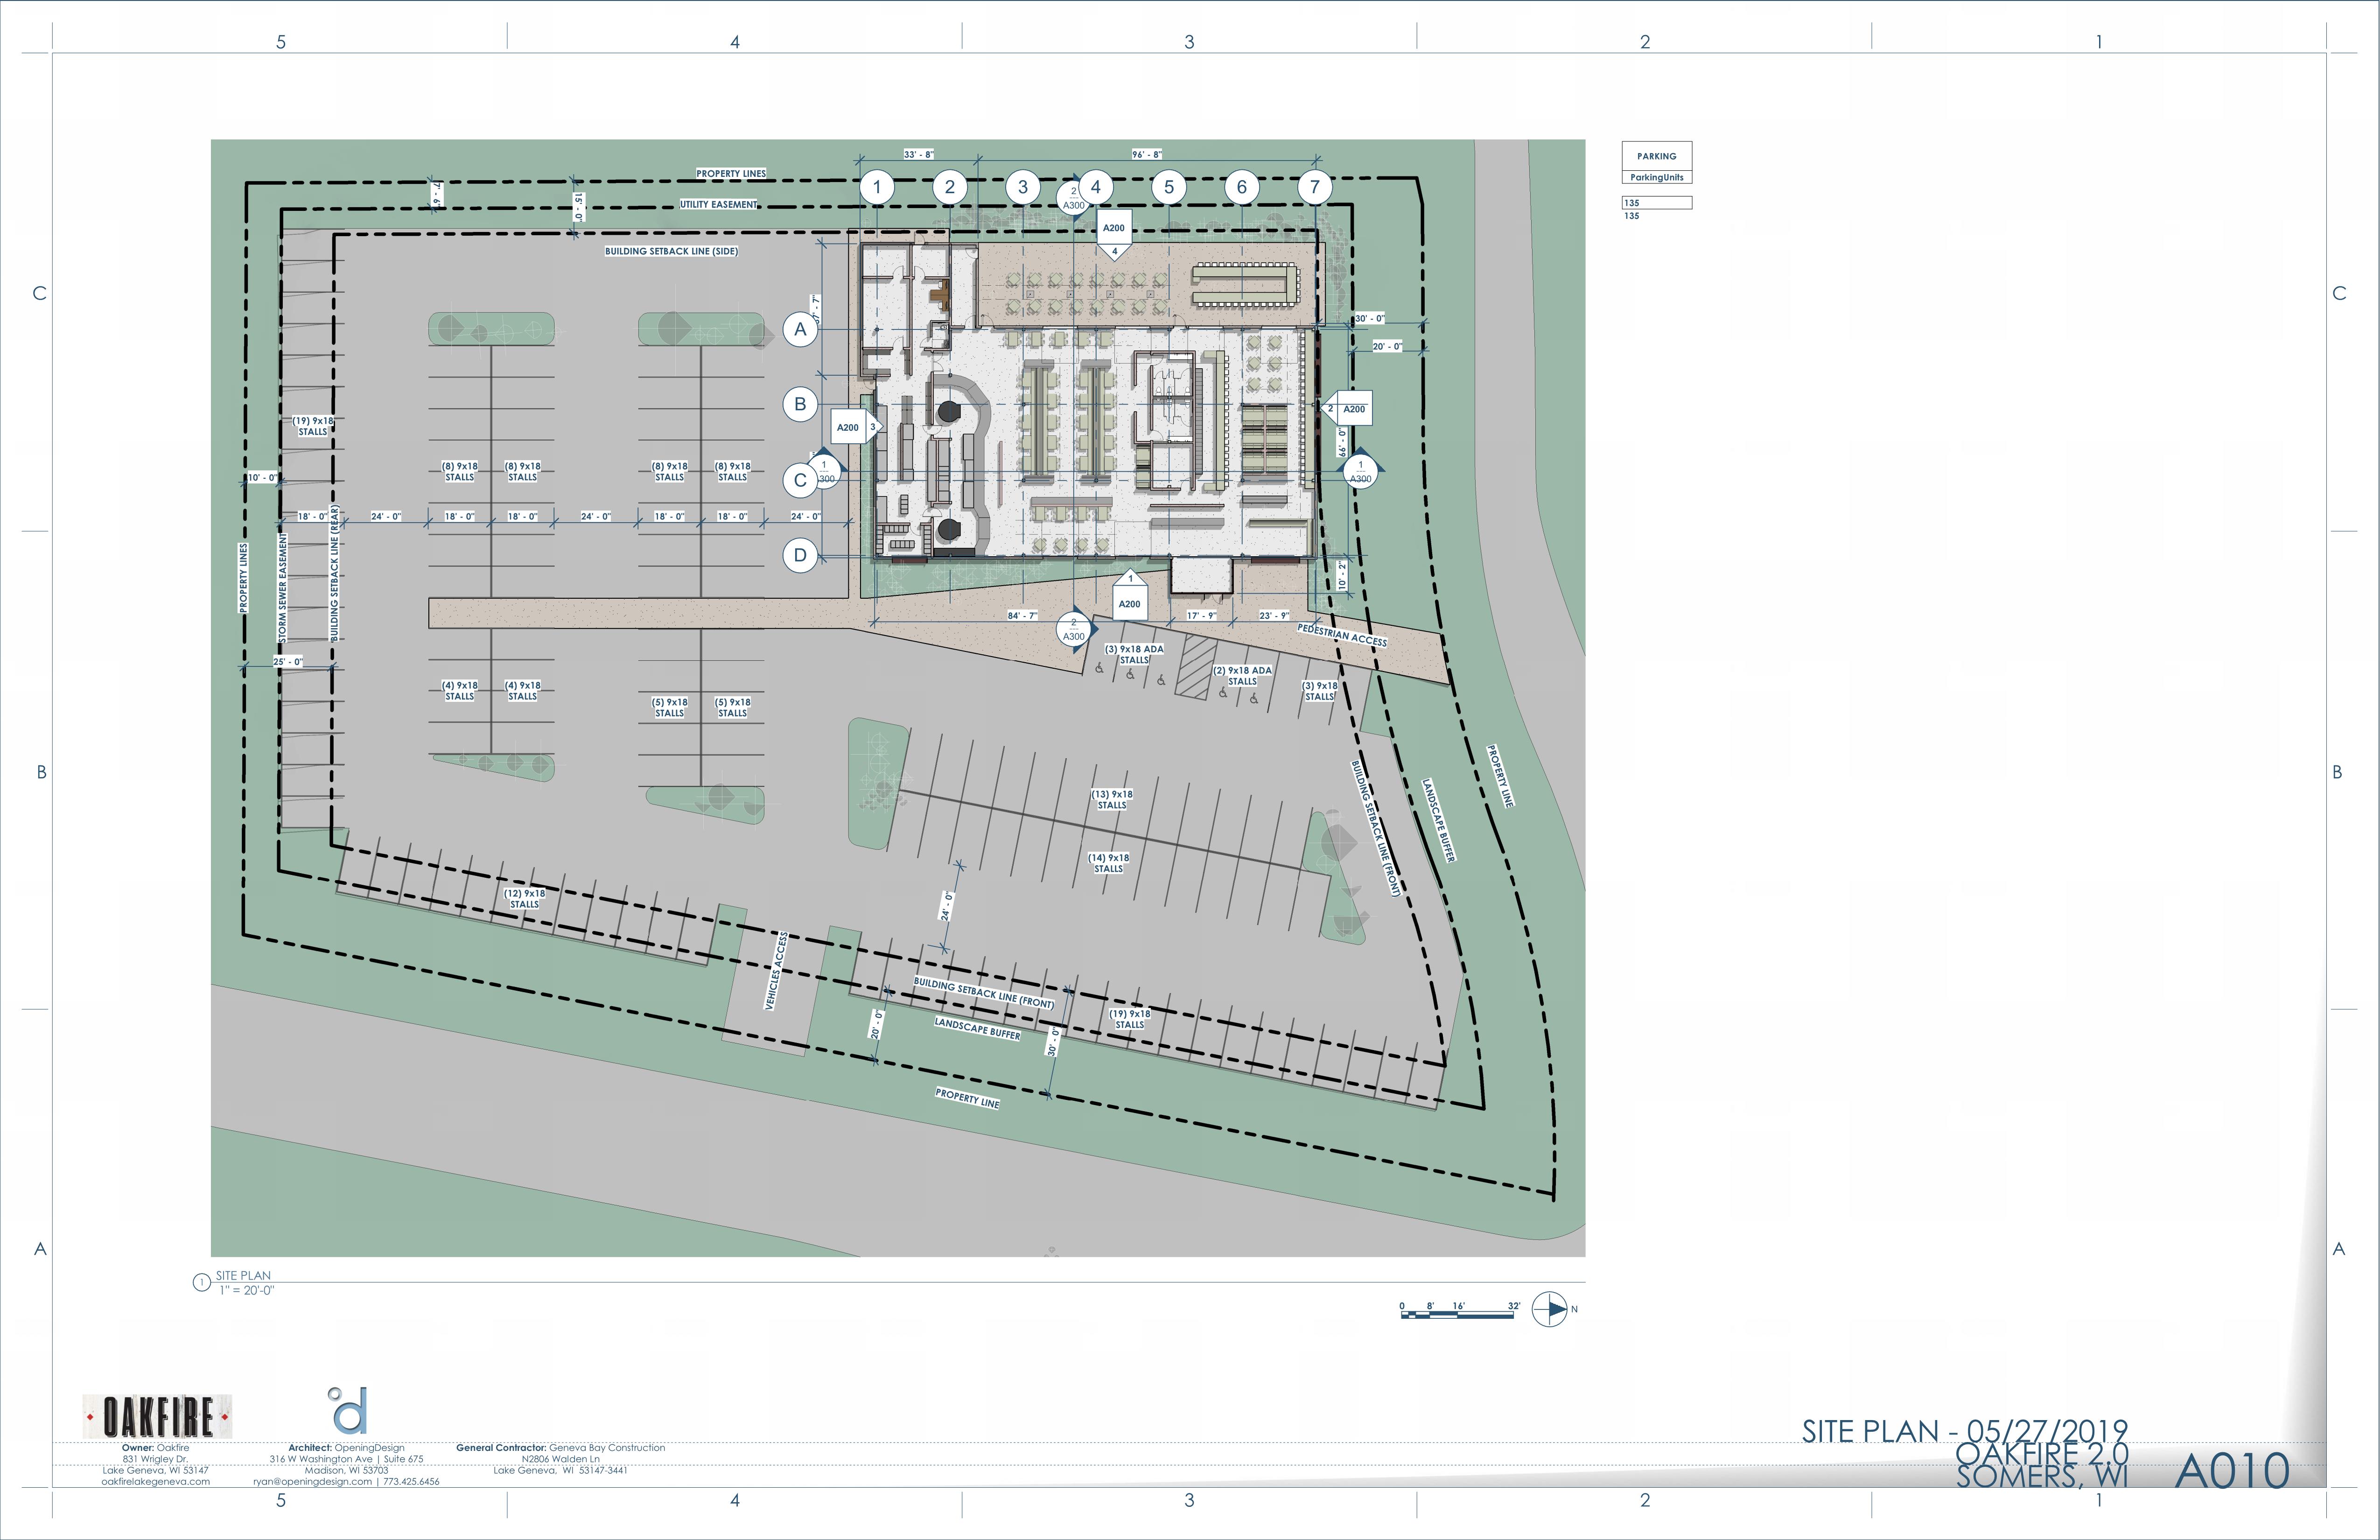 5 4 3 2 1
33' - 8" 96' - 8"
PARKING
ParkingUnits
135
135
PROPERTY LINES
UTILITY EASEMENT
7' - 6"
15' - 0"
1 2 3 4 5 6 7
2
A300
A200
4
BUILDING SETBACK LINE (SIDE)
C
C
A
B
C
D
30' - 0"
20' - 0"
A200
3
2
A200
66' - 0"
1
1
A300
(19) 9x18
STALLS
(8) 9x18
STALLS
(8) 9x18
STALLS
(8) 9x18
STALLS
(8) 9x18
STALLS
10' - 0"
18' - 0" 24' - 0" 18' - 0" 18' - 0" 24' - 0" 18' - 0" 18' - 0" 24' - 0"
PROPERTY LINES
STORM SEWER EASEMENT
BUILDING SETBACK LINE (REAR)
25' - 0"
10' - 2"
1
A200
84' - 7" 17' - 9" 23' - 9"
2
A300
PEDESTRIAN ACCESS
(3) 9x18 ADA
STALLS
(2) 9x18 ADA
STALLS
(3) 9x18
STALLS
(4) 9x18
STALLS
(4) 9x18
STALLS
(5) 9x18
STALLS
(5) 9x18
STALLS
B
B
BUILDING SETBACK LINE (FRONT)
LANDSCAPE BUFFER
PROPERTY LINE
(13) 9x18
STALLS
(14) 9x18
STALLS
(12) 9x18
STALLS
24' - 0"
VEHICLES ACCESS
BUILDING SETBACK LINE (FRONT)
LANDSCAPE BUFFER
(19) 9x18
STALLS
20' - 0"
30' - 0"
PROPERTY LINE
A
A
1
SITE PLAN
1" = 20'-0"
0 8' 16' 32'
N
OAKFIRE
d
Owner: Oakfire
831 Wrigley Dr.
Lake Geneva, WI 53147
oakfirelakegeneva.com
Architect: OpeningDesign
316 W Washington Ave | Suite 675
Madison, WI 53703
ryan@openingdesign.com | 773.425.6456
General Contractor: Geneva Bay Construction
N2806 Walden Ln
Lake Geneva, WI 53147-3441
SITE PLAN - 05/27/2019
OAKFIRE 2.0
SOMERS, WI
A010
5 4 3 2 1